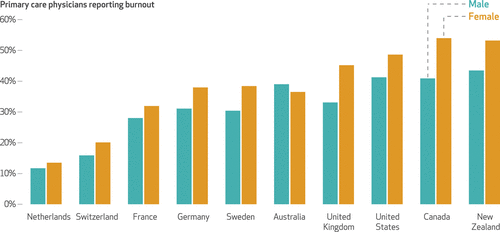 Primary care physicians reporting burnout
Male
Female
60%
50%
40%
30%
20%
10%
0%
Netherlands
Switzerland
France
Germany
Sweden
Australia
United
Kingdom
United
States
Canada
New
Zealand